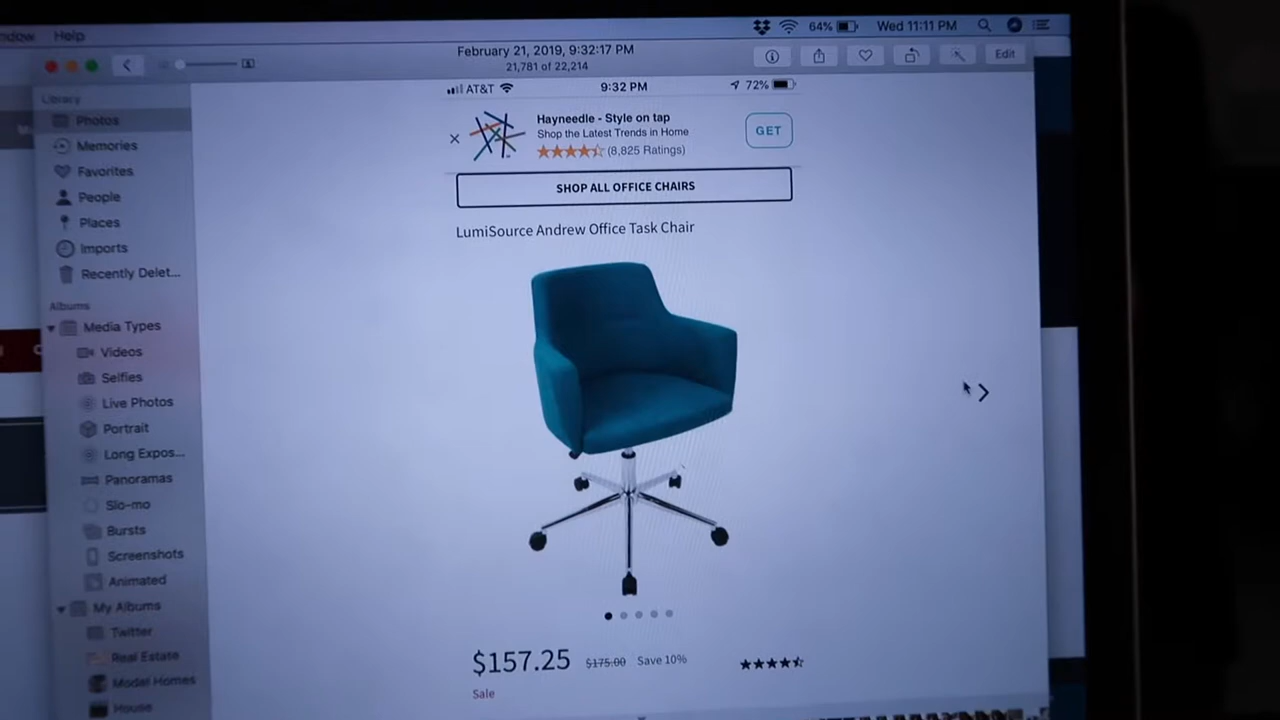 Help
64%
Wed 11:11 PM
February 21, 2019, 9:32:17 PM
21,781 of 22,214
Edit
Library
Photos
Memories
Favorites
People
Places
Imports
Recently Delet...
Albums
Media Types
Videos
Selfies
Live Photos
Portrait
Long Expos...
Panoramas
Slo-mo
Bursts
Screenshots
Animated
My Albums
Twitter
Real Estate
Model Homes
House
AT&T
9:32 PM
72%
Hayneedle - Style on tap
Shop the Latest Trends in Home
(8,825 Ratings)
GET
SHOP ALL OFFICE CHAIRS
LumiSource Andrew Office Task Chair
$157.25 $175.00 Save 10%
Sale